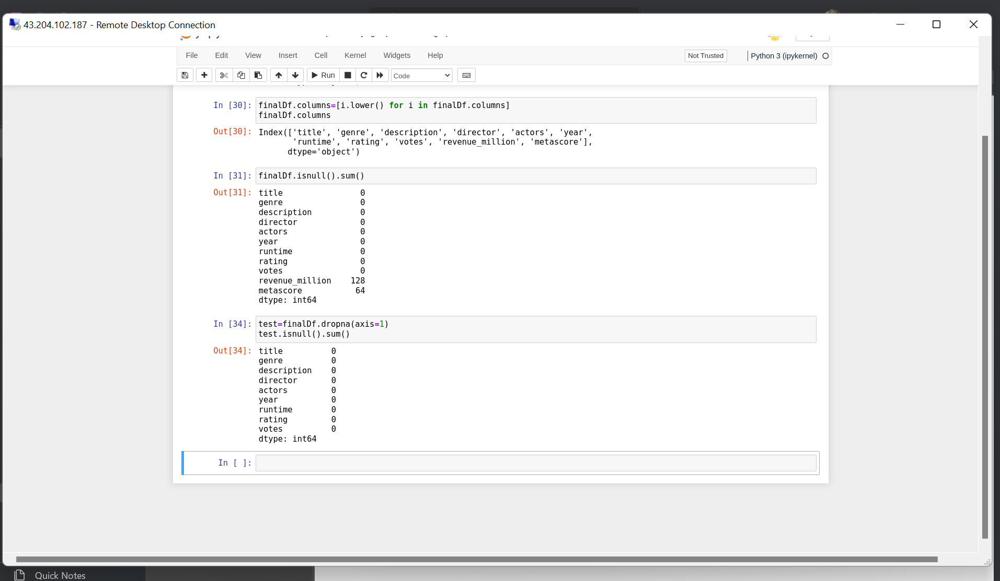 43.204.102.187 - Remote Desktop Connection
File Edit View Insert Cell Kernel Widgets Help Not Trusted Python 3 (ipykernel)
Run Code
In [30]: finalDf.columns=[i.lower() for i in finalDf.columns]
finalDf.columns
Out[30]: Index(['title', 'genre', 'description', 'director', 'actors', 'year',
'runtime', 'rating', 'votes', 'revenue_million', 'metascore'],
dtype='object')
In [31]: finalDf.isnull().sum()
Out[31]: title 0
genre 0
description 0
director 0
actors 0
year 0
runtime 0
rating 0
votes 0
revenue_million 128
metascore 64
dtype: int64
In [34]: test=finalDf.dropna(axis=1)
test.isnull().sum()
Out[34]: title 0
genre 0
description 0
director 0
actors 0
year 0
runtime 0
rating 0
votes 0
dtype: int64
In [ ]:
Quick Notes